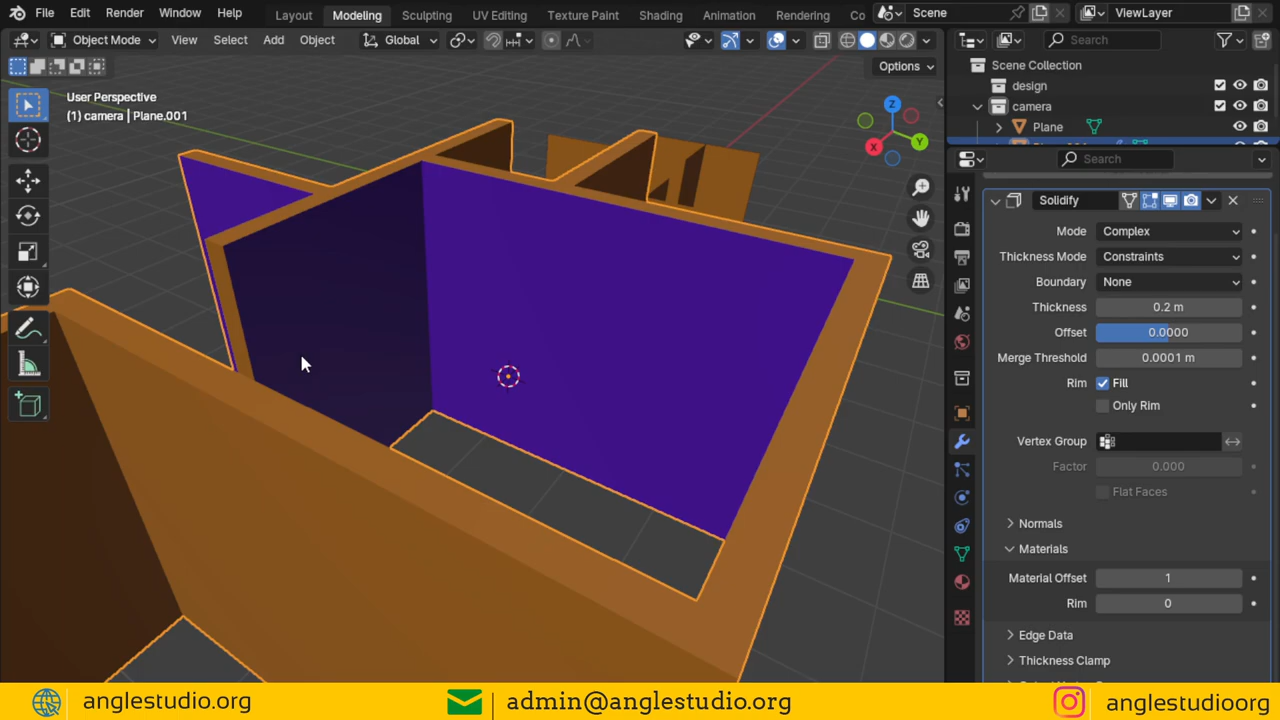 File Edit Render Window Help Layout Modeling Sculpting UV Editing Texture Paint Shading Animation Rendering Co Scene ViewLayer
Object Mode View Select Add Object Global Search
Options
Scene Collection
design
camera
Plane
User Perspective
(1) camera | Plane.001
Z
Y
X
Search
Solidify
Mode Complex
Thickness Mode Constraints
Boundary None
Thickness 0.2 m
Offset 0.0000
Merge Threshold 0.0001 m
Rim Fill
Only Rim
Vertex Group
Factor 0.000
Flat Faces
Normals
Materials
Material Offset 1
Rim 0
Edge Data
Thickness Clamp
anglestudio.org admin@anglestudio.org anglestudioorg